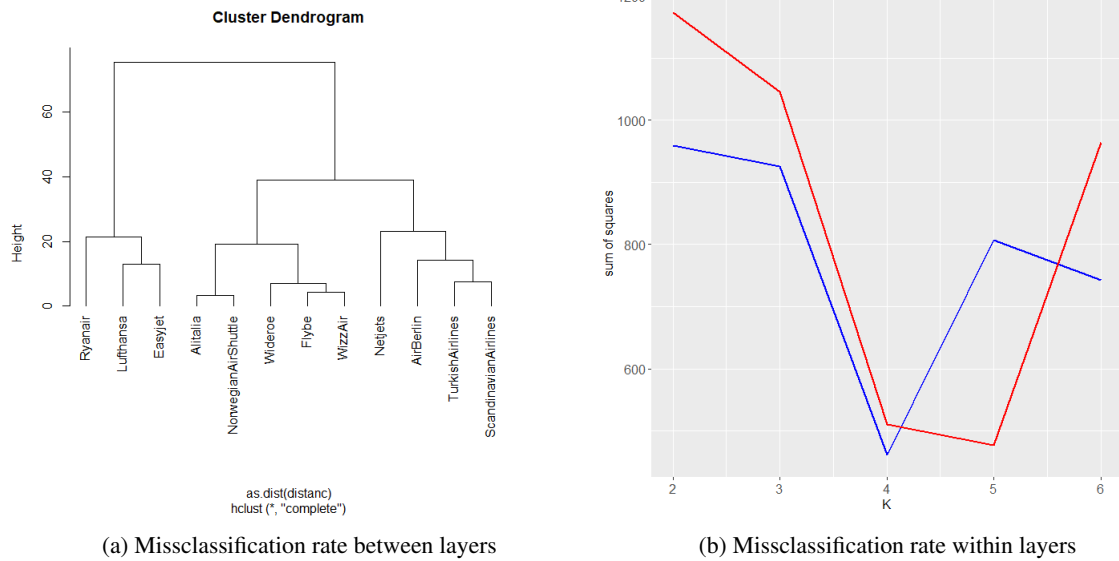 Cluster Dendrogram
Height
0
20
40
60
Ryanair
Lufthansa
Easyjet
Alitalia
NorwegianAirShuttle
Wideroe
Flybe
WizzAir
Netjets
AirBerlin
TurkishAirlines
ScandinavianAirlines
as.dist(distanc)
hclust (*, "complete")
(a) Missclassification rate between layers
1200
1000
800
600
sum of squares
2 3 4 5 6
K
(b) Missclassification rate within layers